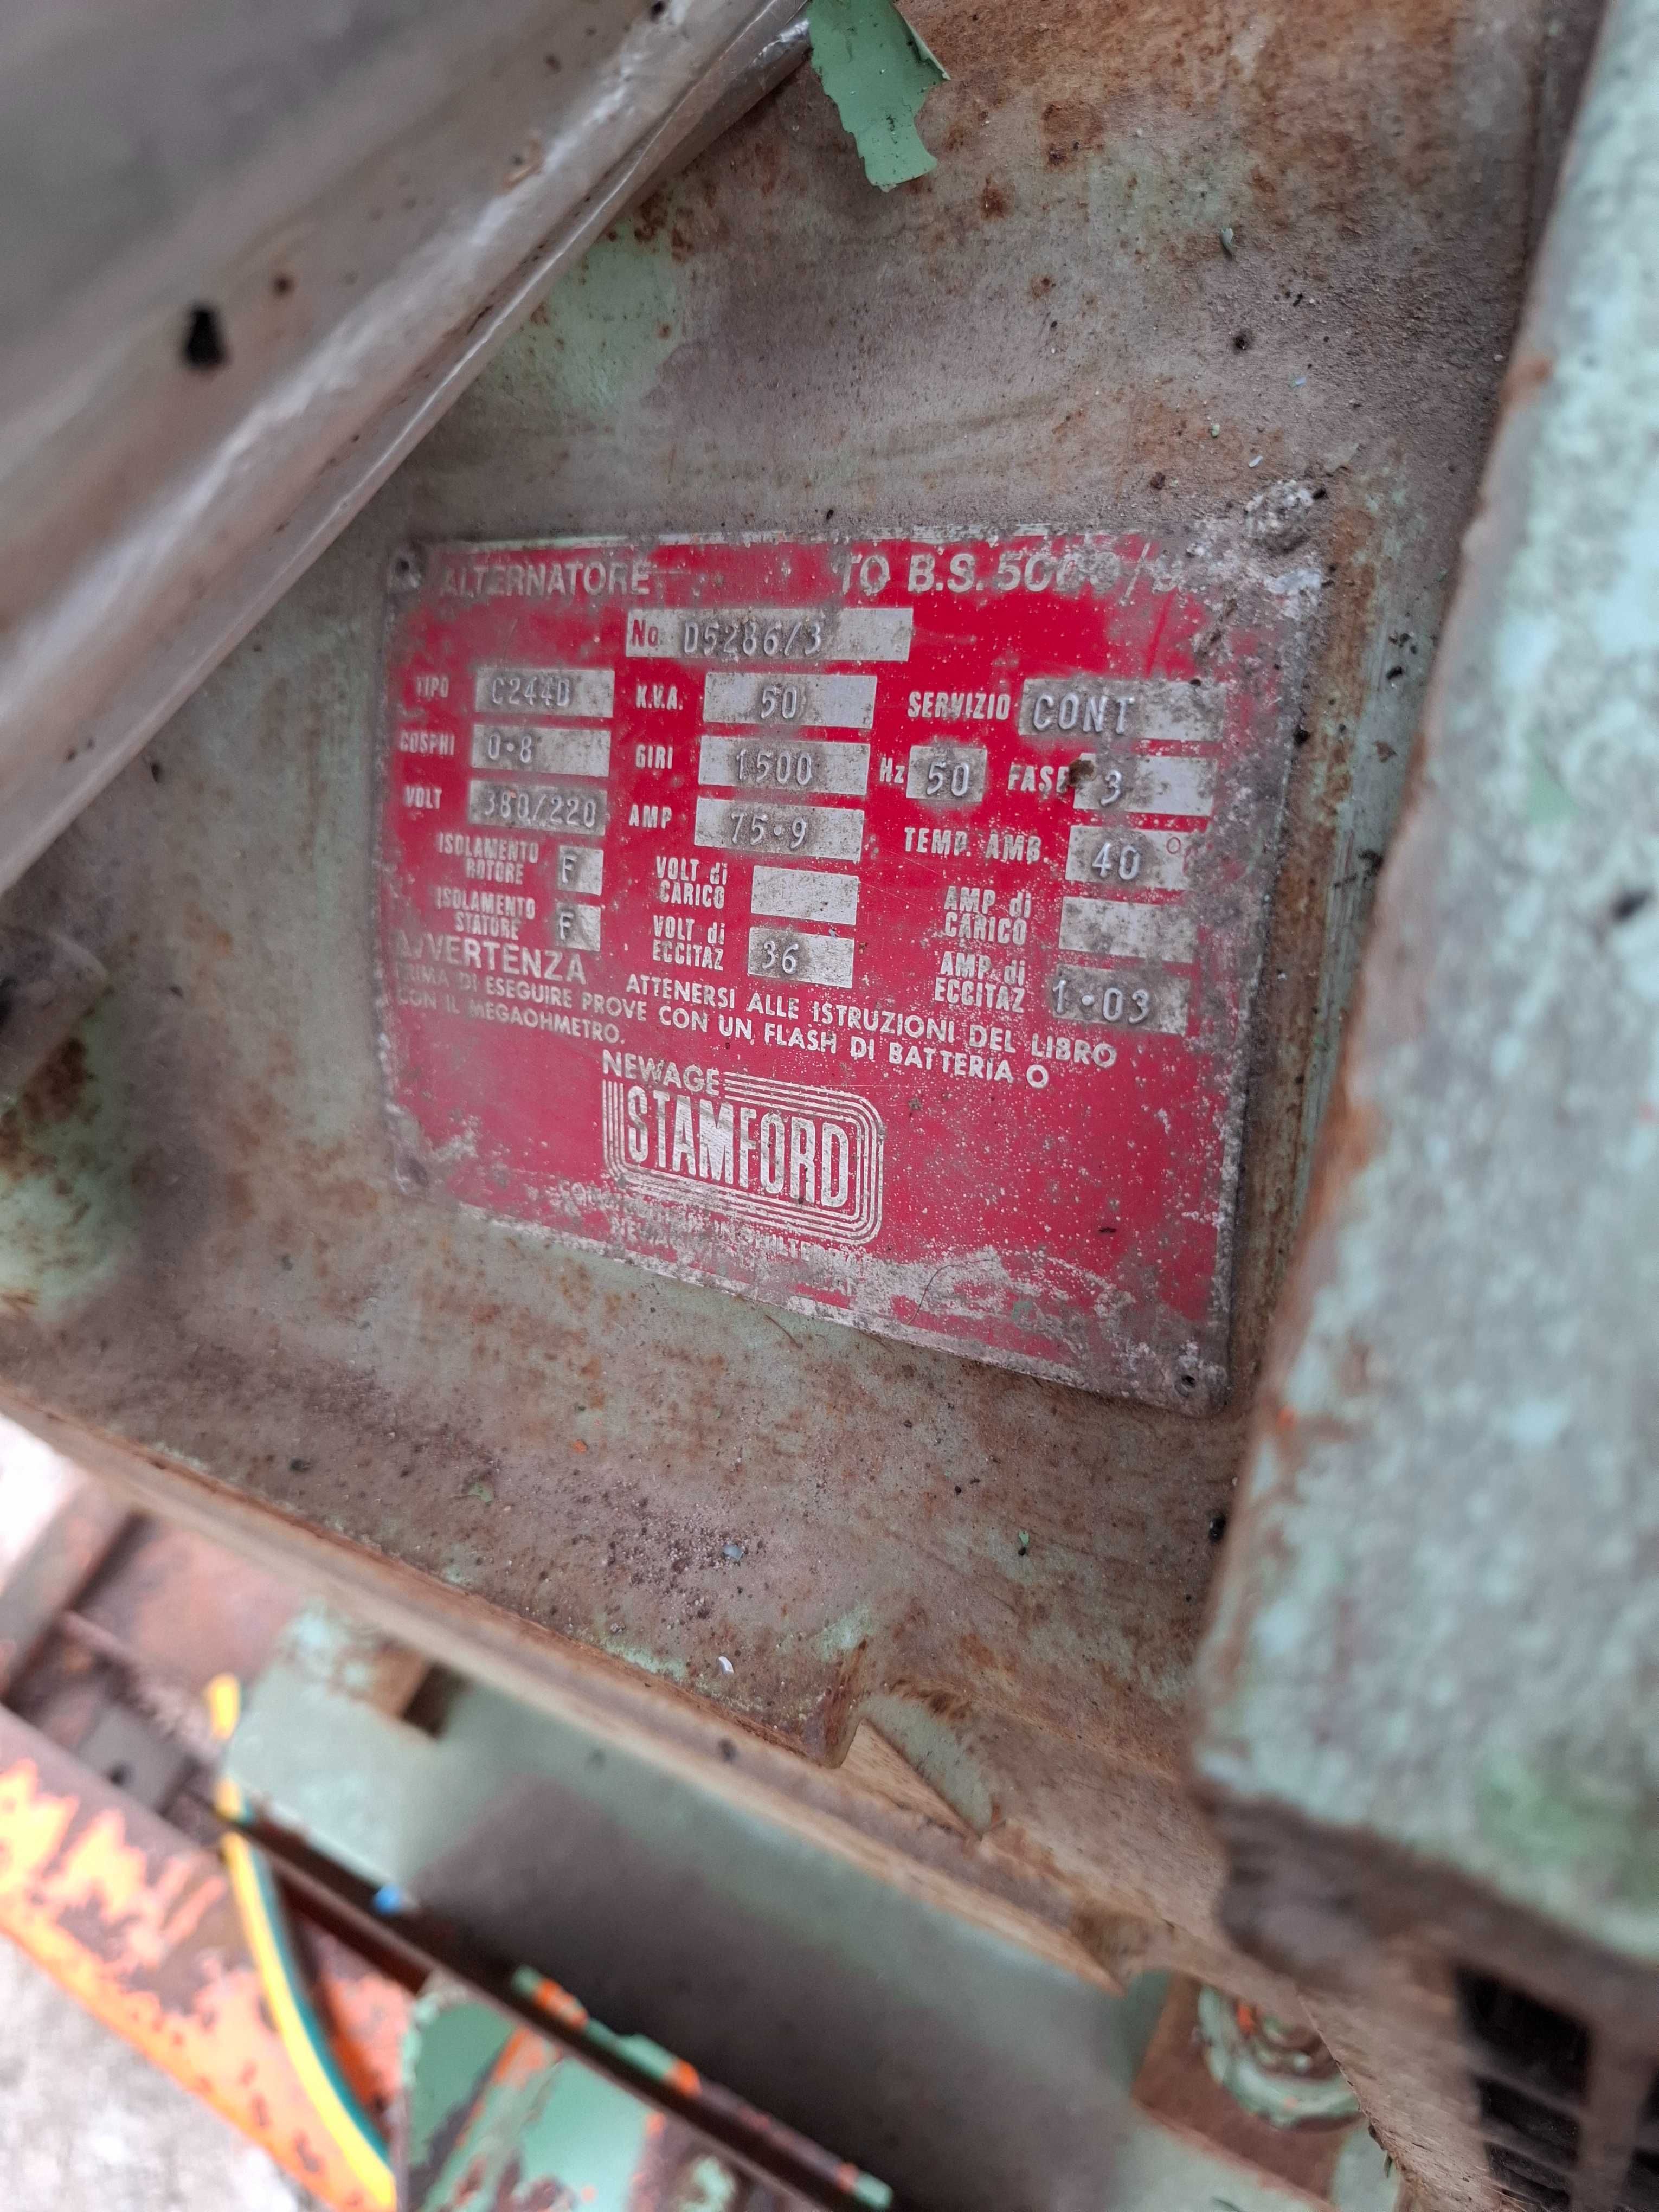 ALTERNATORE TO B.S. 5000/99
No. D5286/3
TIPO C244D K.V.A. 50 SERVIZIO CONT
COSPHI 0·8 GIRI 1500 Hz 50 FASE 3
VOLT 380/220 AMP 75·9 TEMP. AMB. 40°
ISOLAMENTO ROTORE F VOLT di CARICO AMP. di CARICO
ISOLAMENTO STATORE F VOLT di ECCITAZ 36 AMP. di ECCITAZ 1·03
AVVERTENZA ATTENERSI ALLE ISTRUZIONI DEL LIBRO
PRIMA DI ESEGUIRE PROVE CON UN FLASH DI BATTERIA O
CON IL MEGAOHMETRO.
NEWAGE
STAMFORD